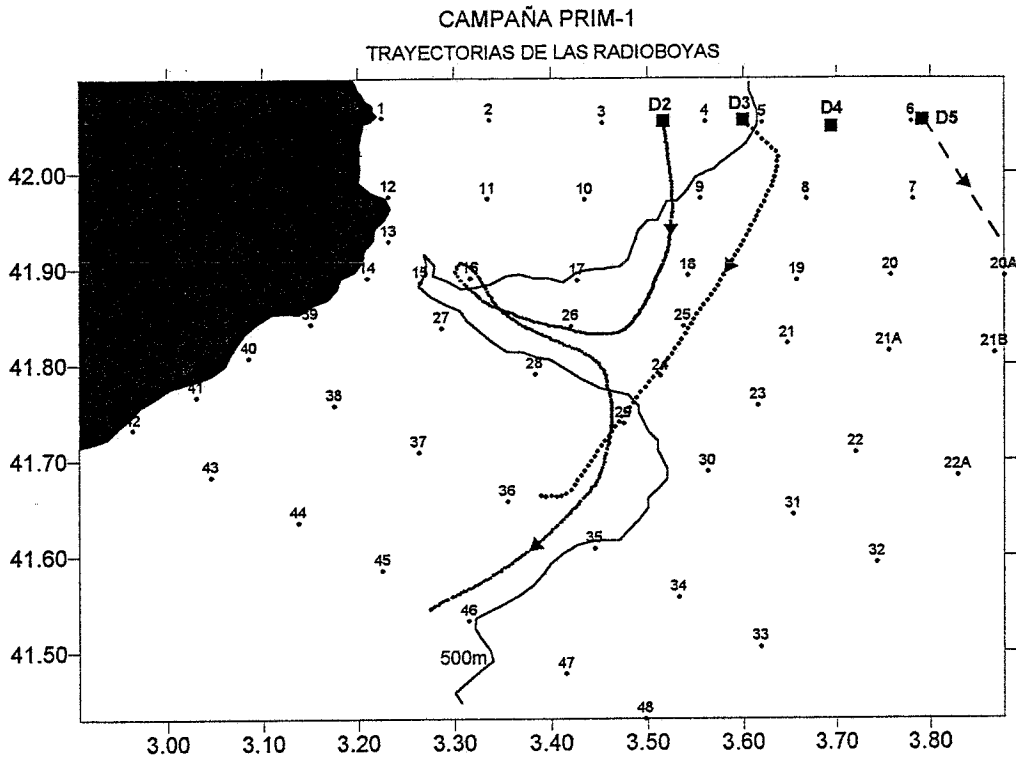 CAMPAÑA PRIM-1
TRAYECTORIAS DE LAS RADIOBOYAS
1 2 3 D2 4 D3 5 D4 6 D5
42.00
12 11 10 9 8 7
13
41.90
14 15 16 17 18 19 20 20A
39 27 26 25 21 21A 21B
41.80
40 28 24
41 38 23
42 29
41.70
43 37 30 22 22A
44 36 31
41.60
45 35 32
46 34
41.50
500m 47 33
48
3.00 3.10 3.20 3.30 3.40 3.50 3.60 3.70 3.80